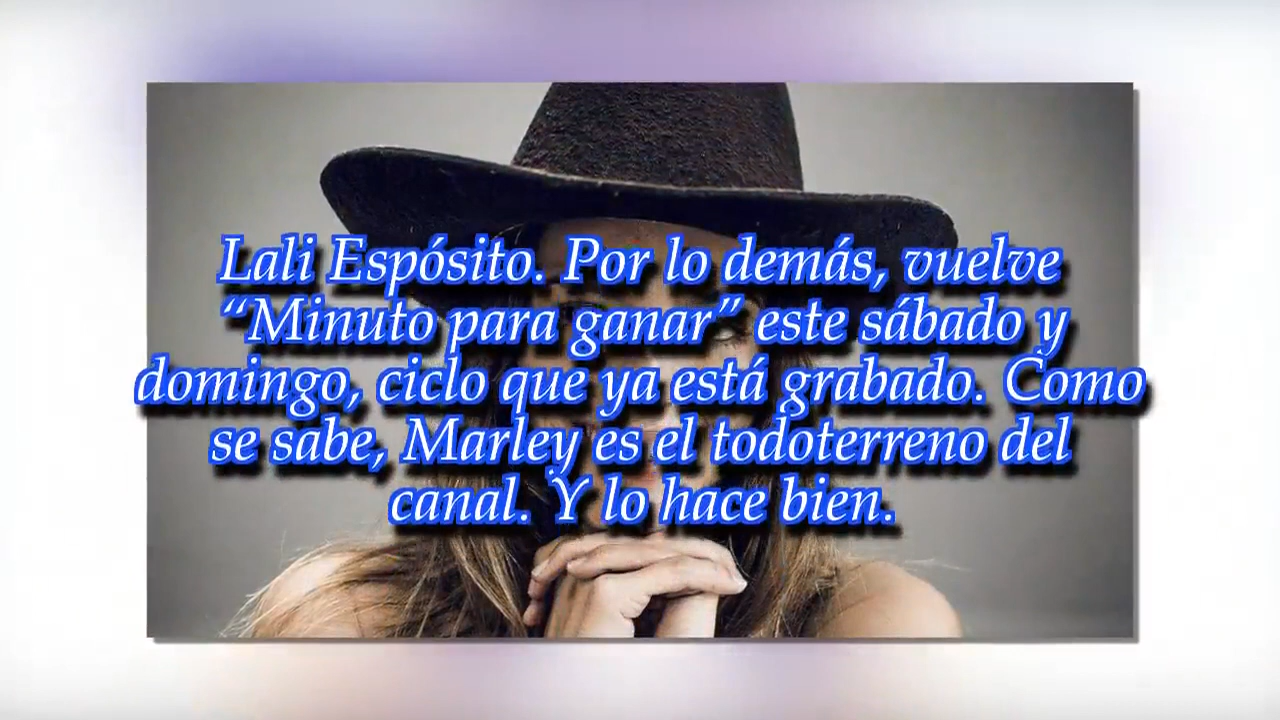 Lali Espósito. Por lo demás, vuelve
“Minuto para ganar” este sábado y
domingo, ciclo que ya está grabado. Como
se sabe, Marley es el todoterreno del
canal. Y lo hace bien.